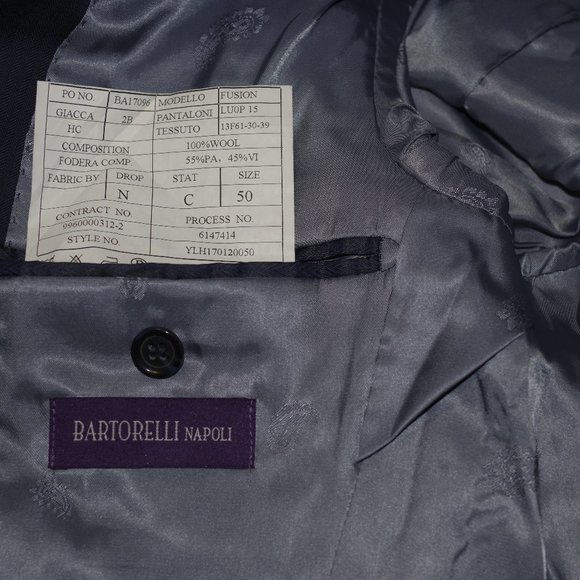 PO NO. BA17096 MODELLO FUSION
GIACCA 2B PANTALONI LU0P 15
HC TESSUTO 13F61-30-39
COMPOSITION 100%WOOL
FODERA COMP. 55%PA, 45%VI
FABRIC BY DROP STAT SIZE
N C 50
CONTRACT NO. PROCESS NO.
9960000312-2 6147414
STYLE NO. YLH170120050
BARTORELLI NAPOLI